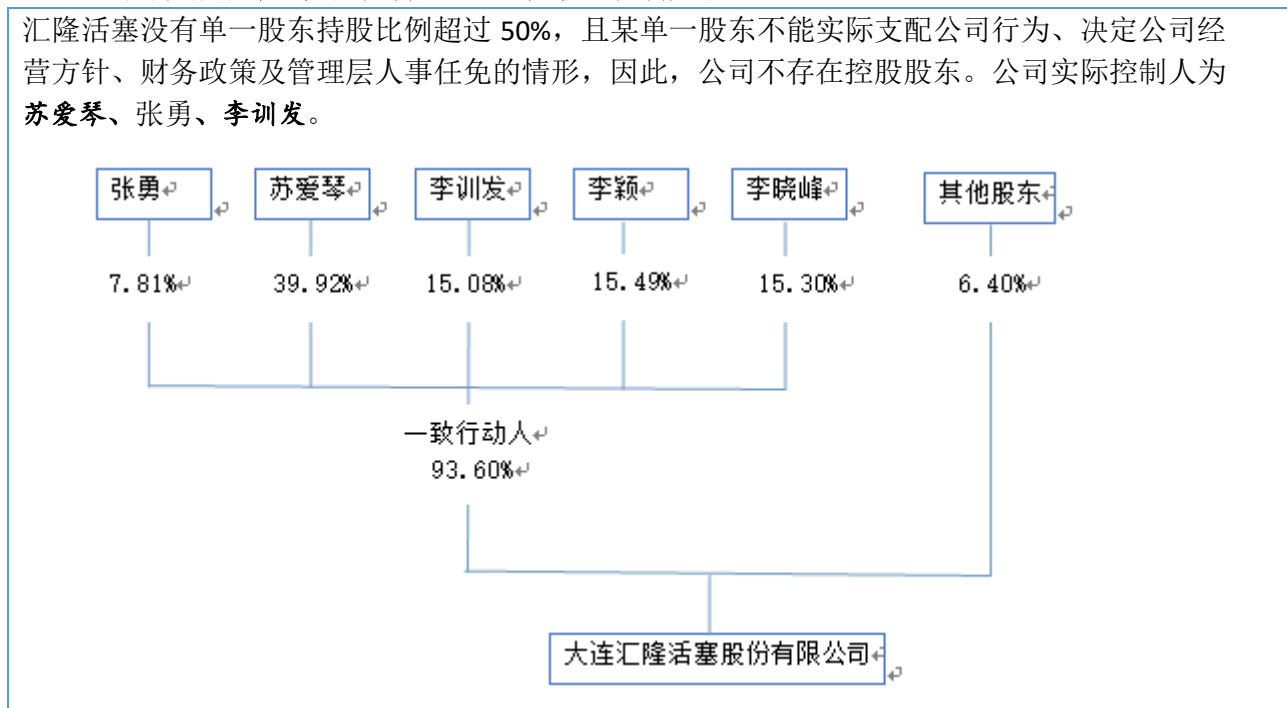 汇隆活塞没有单一股东持股比例超过 50%，且某单一股东不能实际支配公司行为、决定公司经
营方针、财务政策及管理层人事任免的情形，因此，公司不存在控股股东。公司实际控制人为
苏爱琴、张勇、李训发。
张勇 苏爱琴 李训发 李颖 李晓峰 其他股东
7.81% 39.92% 15.08% 15.49% 15.30% 6.40%
一致行动人
93.60%
大连汇隆活塞股份有限公司